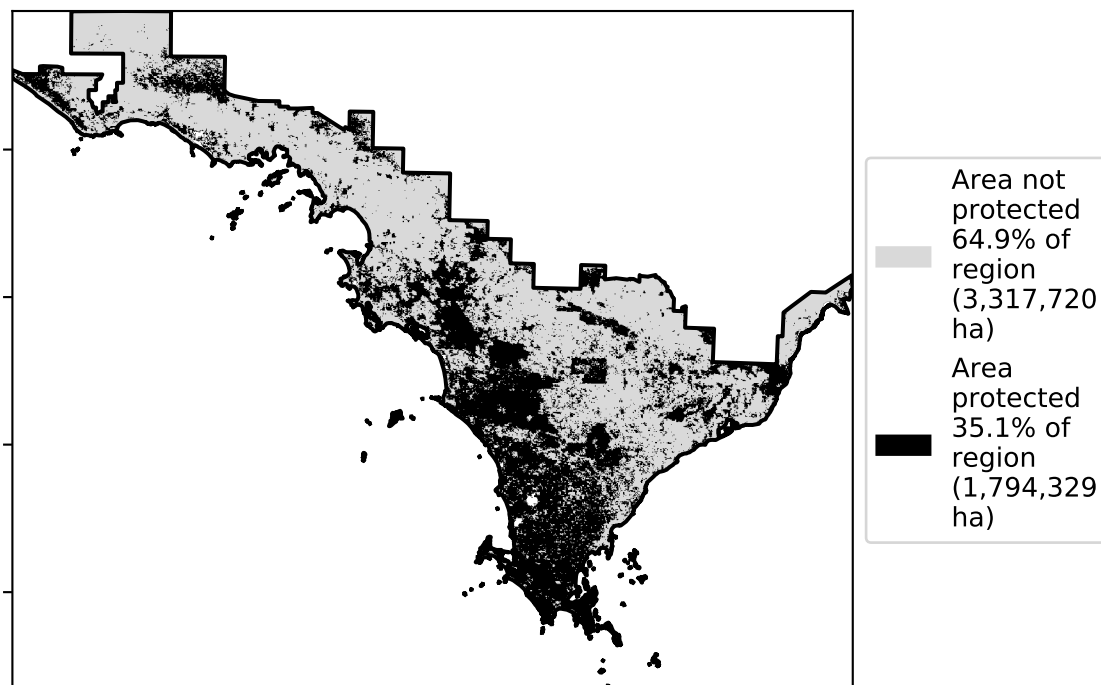 Area not
protected
64.9% of
region
(3,317,720
ha)
Area
protected
35.1% of
region
(1,794,329
ha)